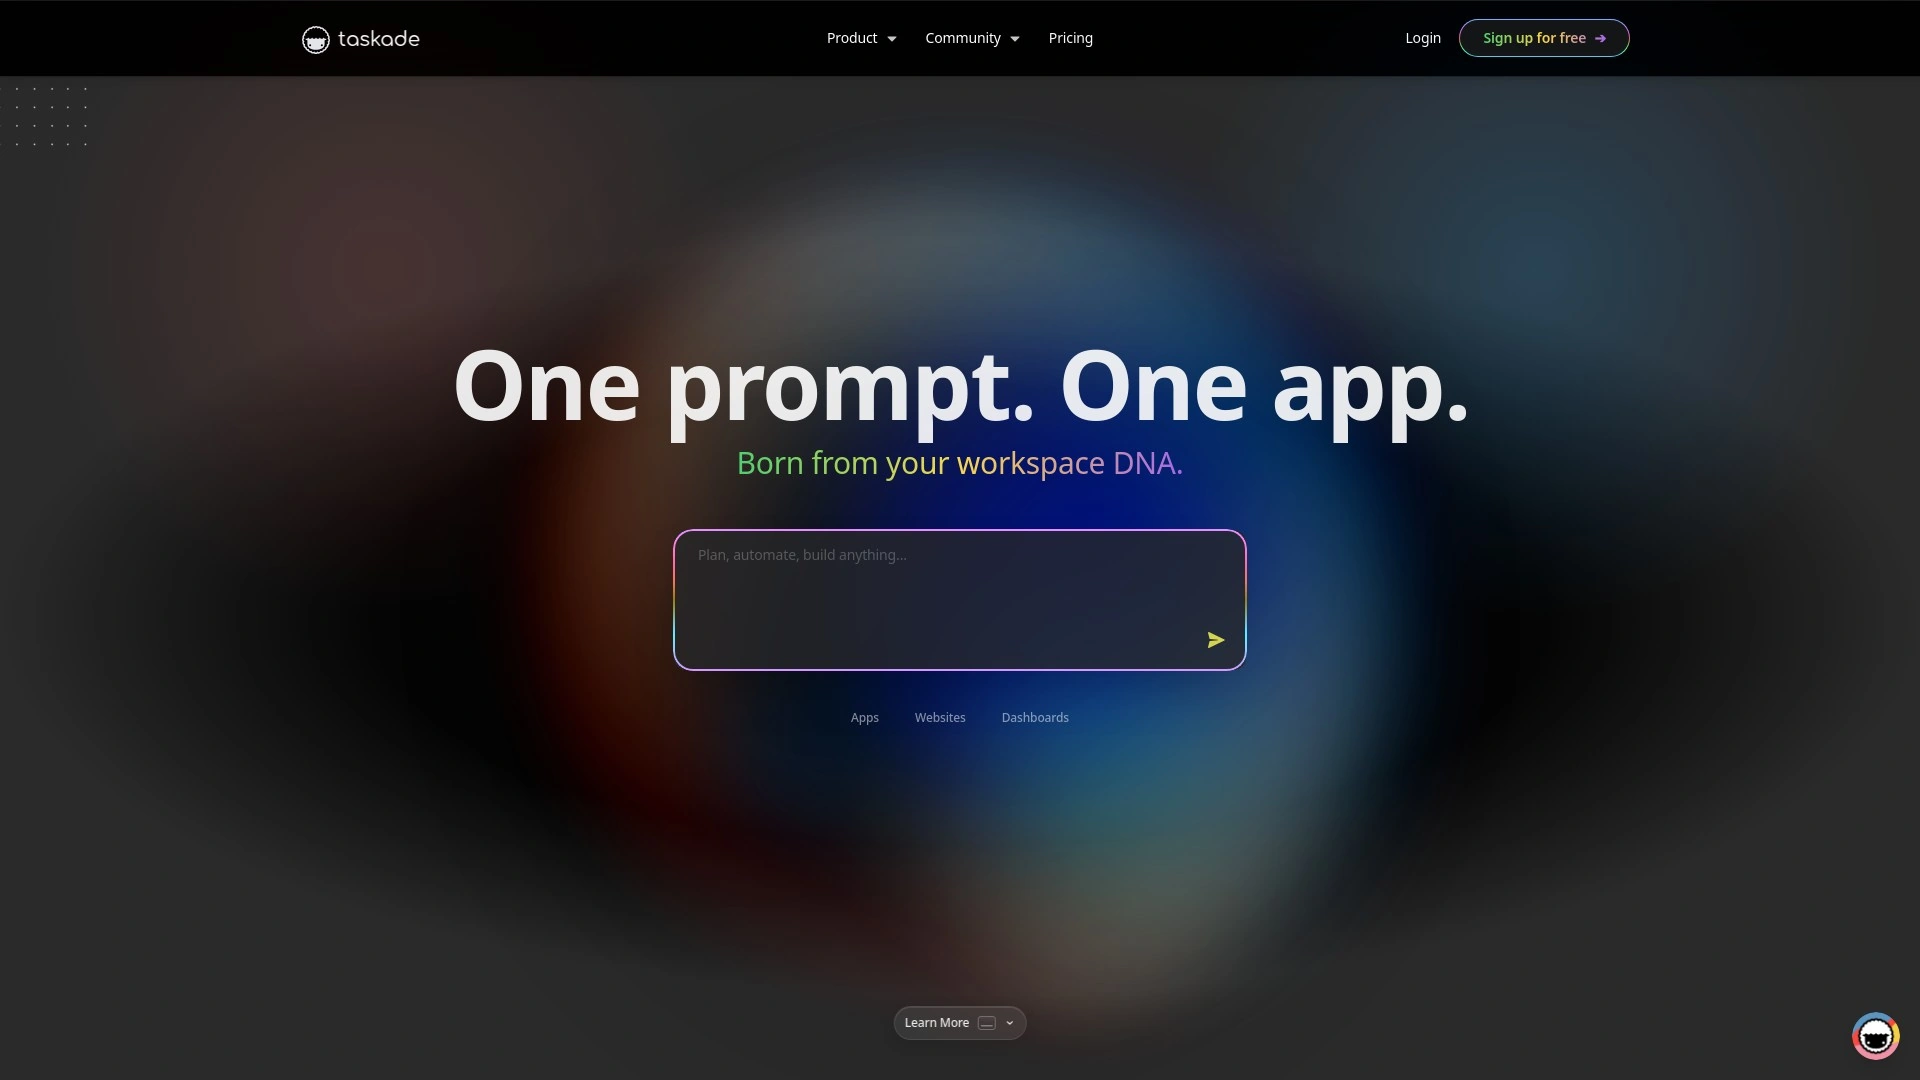 taskade
Product
Community
Pricing
Login
Sign up for free
One prompt. One app.
Born from your workspace DNA.
Plan, automate, build anything...
Apps
Websites
Dashboards
Learn More